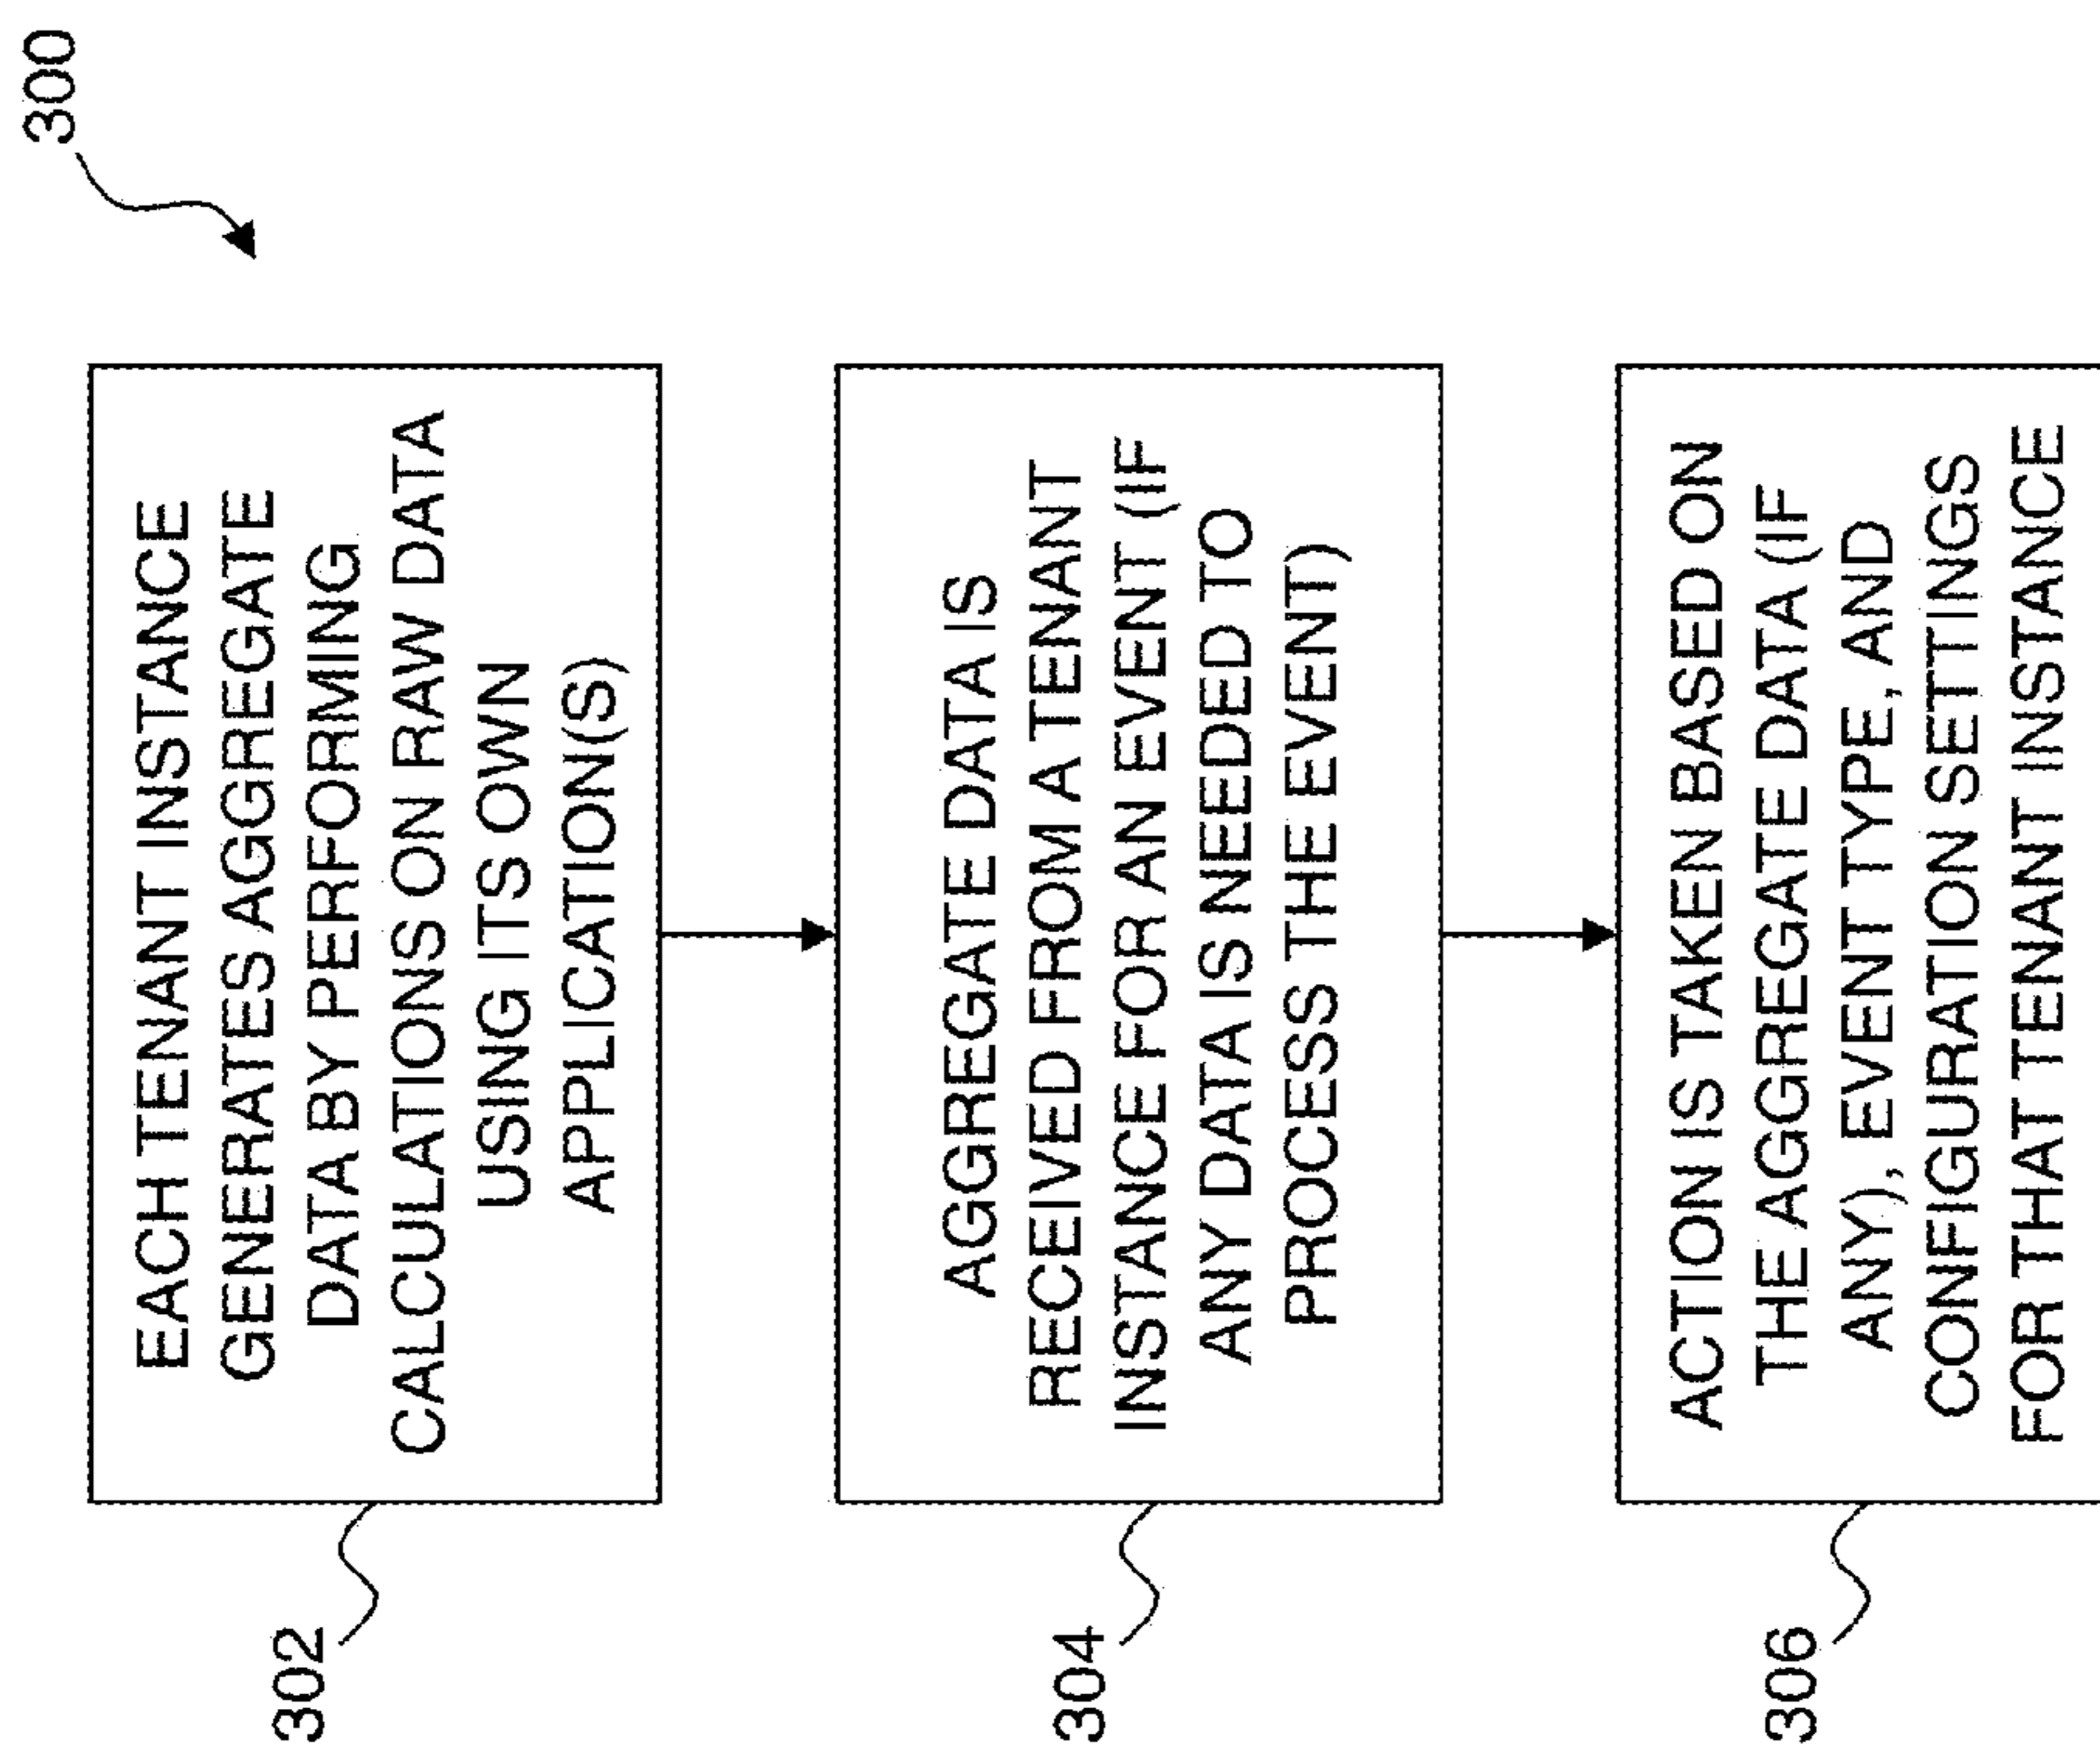 300
302
EACH TENANT INSTANCE
GENERATES AGGREGATE
DATA BY PERFORMING
CALCULATIONS ON RAW DATA
USING ITS OWN
APPLICATION(S)
304
AGGREGATE DATA IS
RECEIVED FROM A TENANT
INSTANCE FOR AN EVENT (IF
ANY DATA IS NEEDED TO
PROCESS THE EVENT)
306
ACTION IS TAKEN BASED ON
THE AGGREGATE DATA (IF
ANY), EVENT TYPE, AND
CONFIGURATION SETTINGS
FOR THAT TENANT INSTANCE